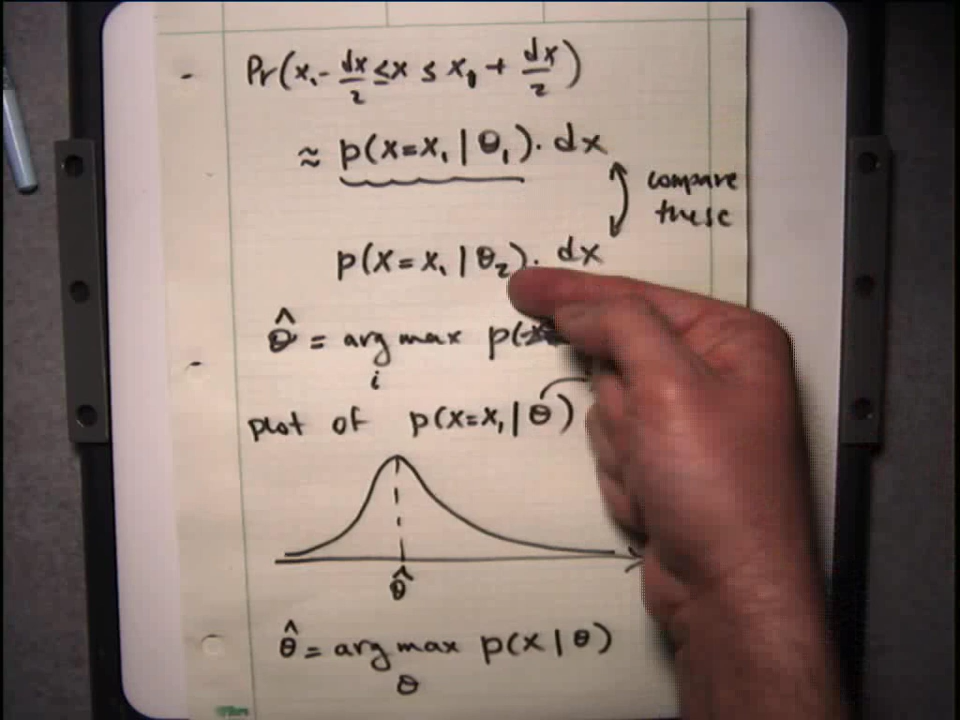 - Pr(x₁ - dx/2 ≤ x ≤ x₁ + dx/2)
≈ p(x=x₁ | θ₁) · dx
compare
these
p(x=x₁ | θ₂) · dx
θ̂ = arg max p(
i
- plot of p(x=x₁ | θ)
θ̂
θ̂ = arg max p(x | θ)
θ